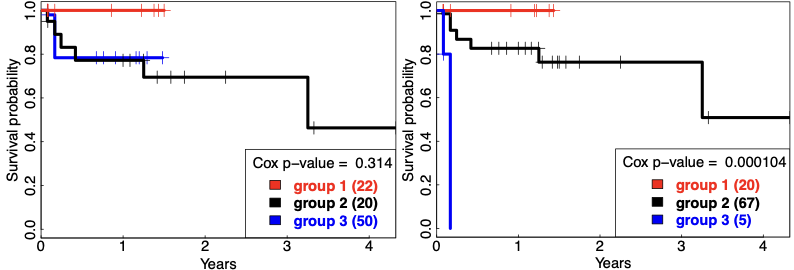 Survival probability
1.0
0.8
0.6
0.4
0.2
0.0
Cox p-value = 0.314
group 1 (22)
group 2 (20)
group 3 (50)
0 1 2 3 4
Years
Survival probability
1.0
0.8
0.6
0.4
0.2
0.0
Cox p-value = 0.000104
group 1 (20)
group 2 (67)
group 3 (5)
0 1 2 3 4
Years